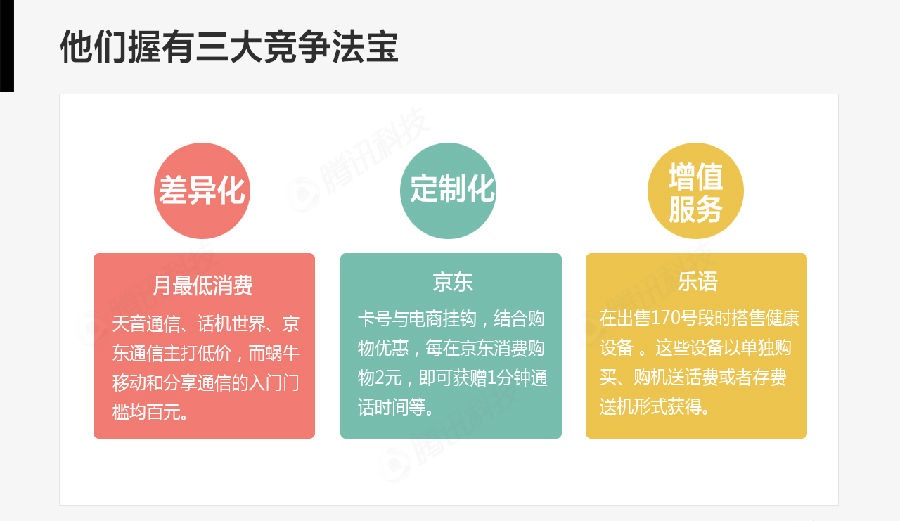 他们握有三大竞争法宝
差异化
月最低消费
天音通信、话机世界、京
东通信主打低价，而蜗牛
移动和分享通信的入门门
槛均百元。
定制化
京东
卡号与电商挂钩，结合购
物优惠，每在京东消费购
物2元，即可获赠1分钟通
话时间等。
增值
服务
乐语
在出售170号段时搭售健康
设备 。这些设备以单独购
买、购机送话费或者存费
送机形式获得。
腾讯科技
腾讯科技
腾讯科技
腾讯科技